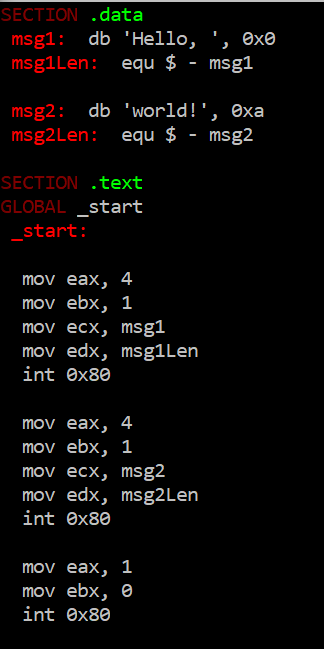 SECTION .data
msg1: db 'Hello, ', 0x0
msg1Len: equ $ - msg1
msg2: db 'world!', 0xa
msg2Len: equ $ - msg2
SECTION .text
GLOBAL _start
_start:
mov eax, 4
mov ebx, 1
mov ecx, msg1
mov edx, msg1Len
int 0x80
mov eax, 4
mov ebx, 1
mov ecx, msg2
mov edx, msg2Len
int 0x80
mov eax, 1
mov ebx, 0
int 0x80